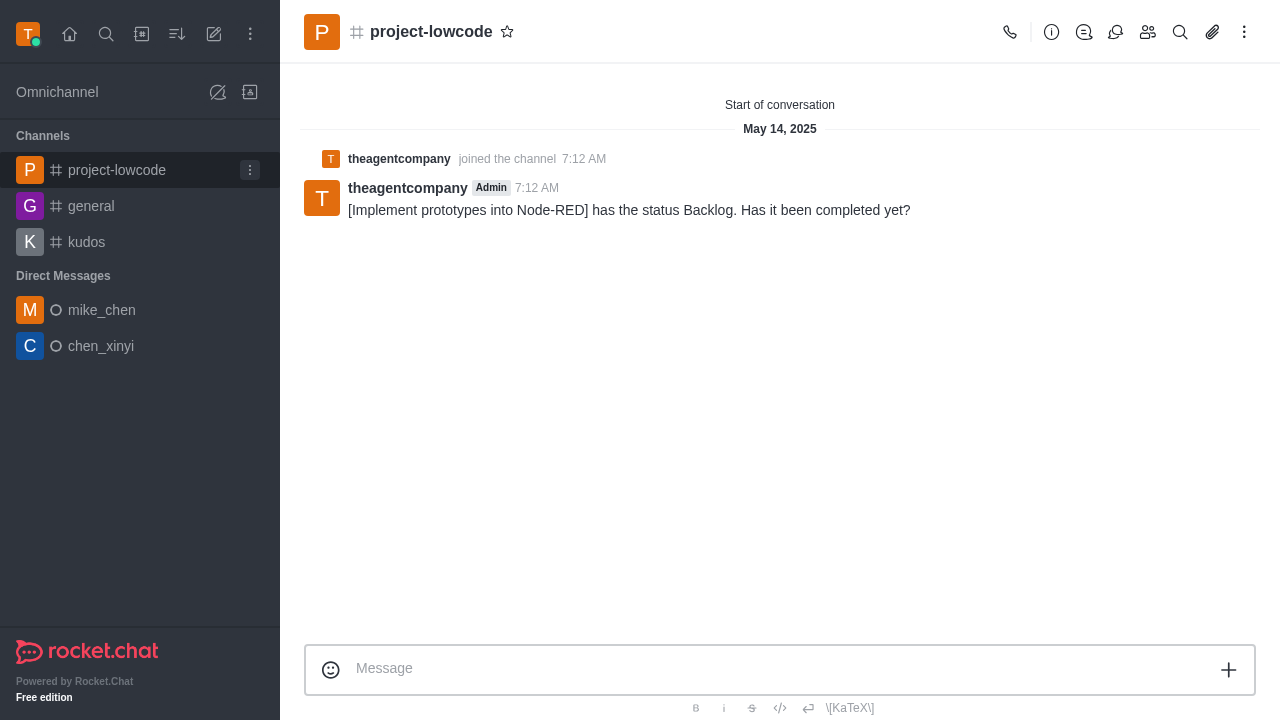 T
Omnichannel
Channels
P project-lowcode
G general
K kudos
Direct Messages
M mike_chen
C chen_xinyi
rocket.chat
Powered by Rocket.Chat
Free edition
P project-lowcode
Start of conversation
May 14, 2025
T theagentcompany joined the channel 7:12 AM
T theagentcompany Admin 7:12 AM
[Implement prototypes into Node-RED] has the status Backlog. Has it been completed yet?
Message
B i S \[KaTeX\]